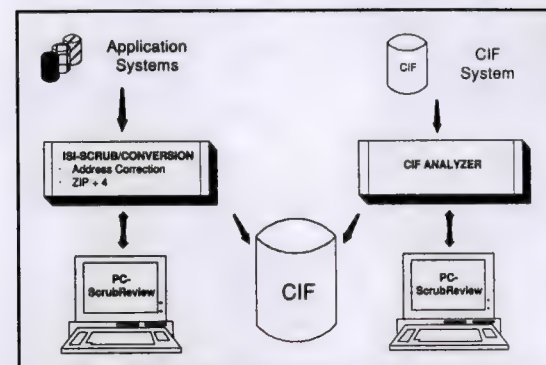 Application
Systems
CIF
CIF
System
ISI-SCRUB/CONVERSION
· Address Correction
· ZIP + 4
CIF ANALYZER
PC-
ScrubReview
CIF
PC-
ScrubReview